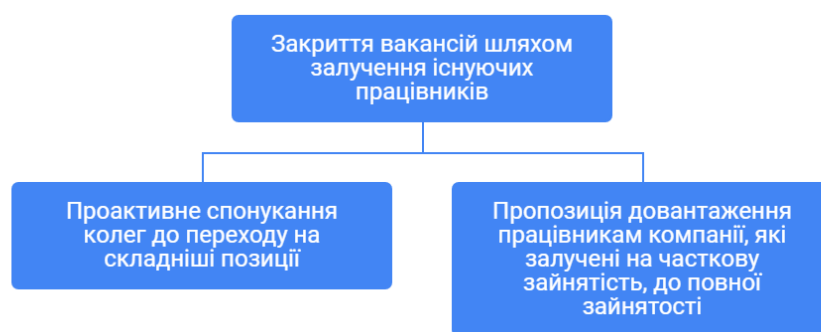 Закриття вакансій шляхом
залучення існуючих
працівників
Проактивне спонукання
колег до переходу на
складніші позиції
Пропозиція довантаження
працівникам компанії, які
залучені на часткову
зайнятість, до повної
зайнятості